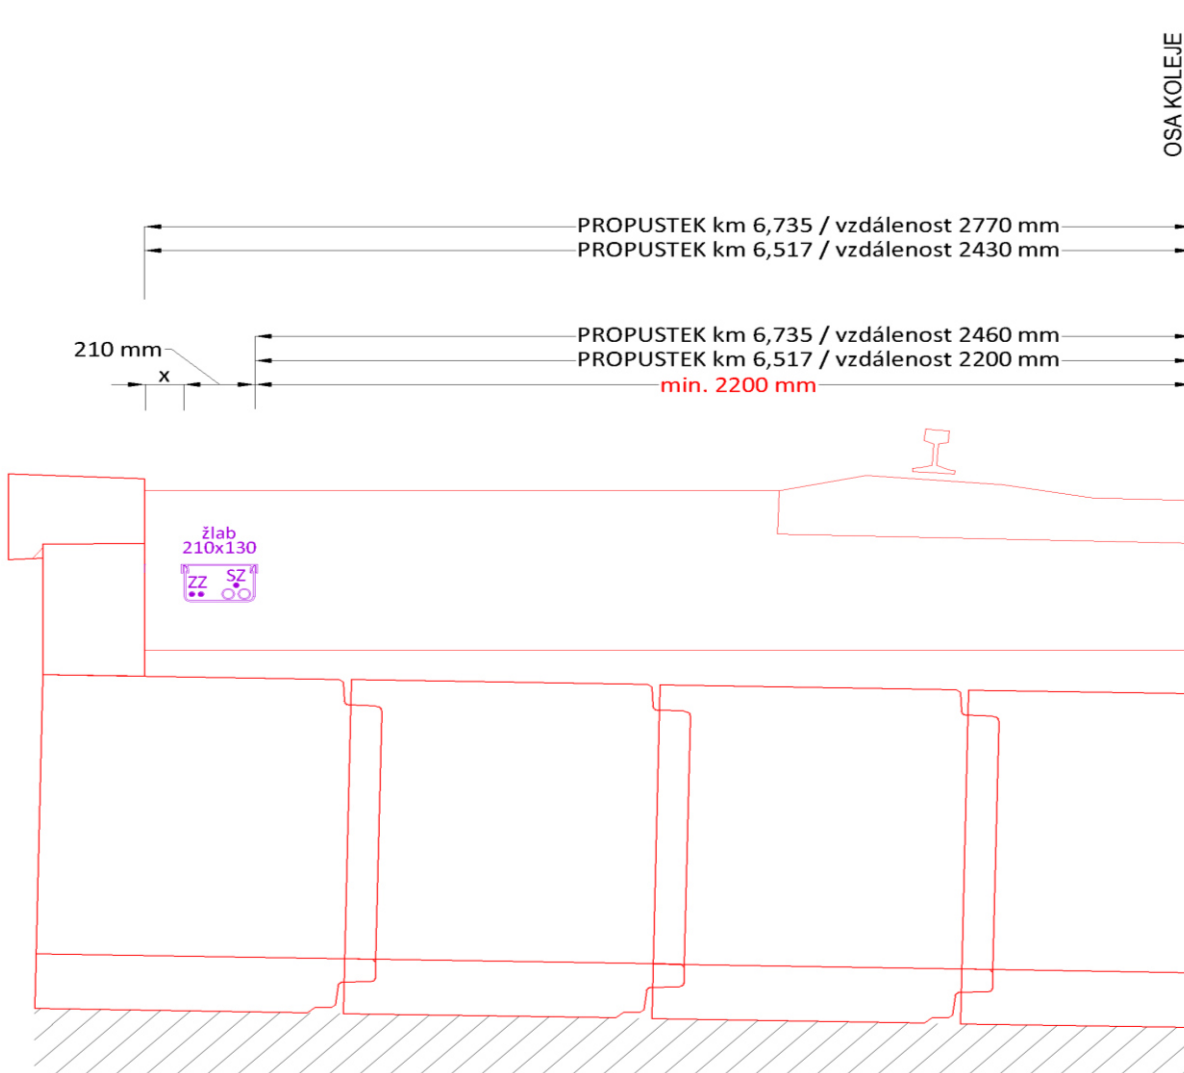 OSA KOLEJE
PROPUSTEK km 6,735 / vzdálenost 2770 mm
PROPUSTEK km 6,517 / vzdálenost 2430 mm
PROPUSTEK km 6,735 / vzdálenost 2460 mm
210 mm
PROPUSTEK km 6,517 / vzdálenost 2200 mm
x
min. 2200 mm
žlab
210x130
ZZ SZ